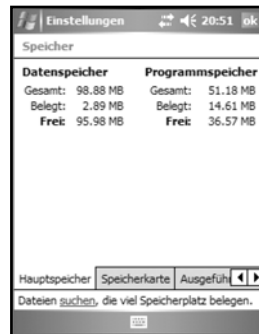 Einstellungen 20:51 ok
Speicher
Datenspeicher Programmspeicher
Gesamt: 98.88 MB Gesamt: 51.18 MB
Belegt: 2.89 MB Belegt: 14.61 MB
Frei: 95.98 MB Frei: 36.57 MB
Hauptspeicher Speicherkarte Ausgeführ
Dateien suchen, die viel Speicherplatz belegen.